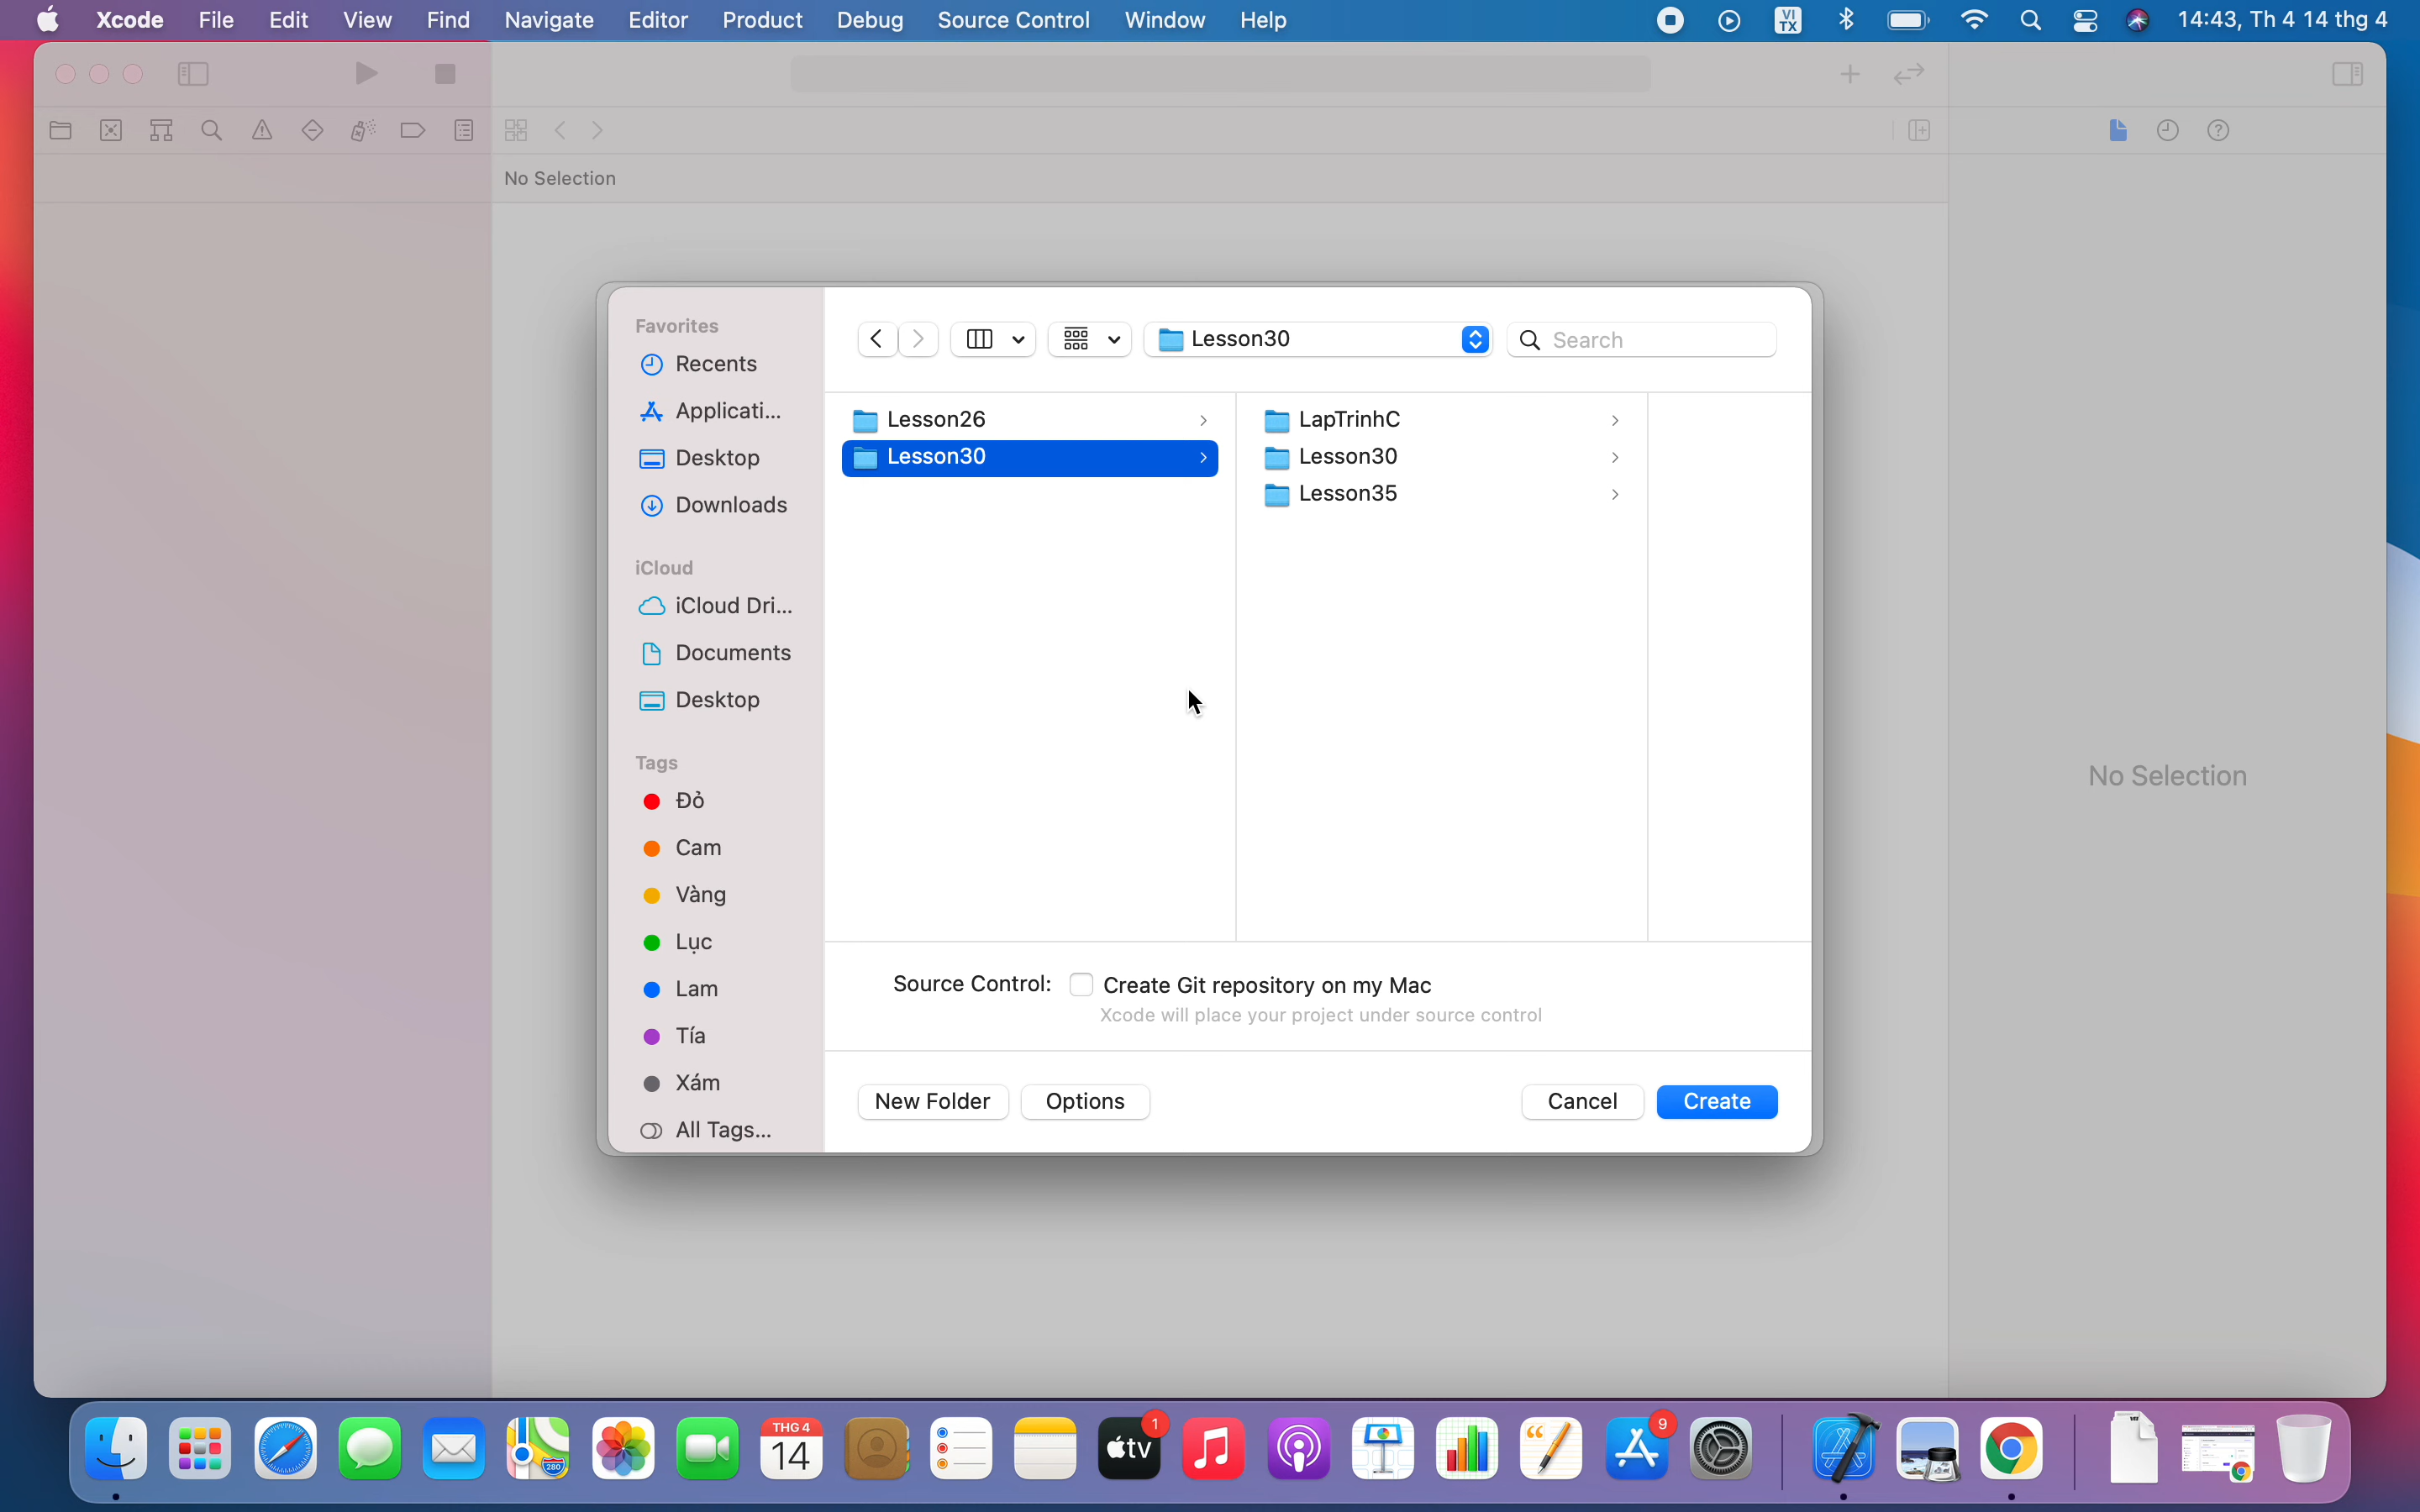 Xcode File Edit View Find Navigate Editor Product Debug Source Control Window Help VI TX 14:43, Th 4 14 thg 4
No Selection
Favorites
Recents
Applicati...
Desktop
Downloads
iCloud
iCloud Dri...
Documents
Desktop
Tags
Đỏ
Cam
Vàng
Lục
Lam
Tía
Xám
All Tags...
Lesson30
Search
Lesson26
Lesson30
LapTrinhC
Lesson30
Lesson35
Source Control: Create Git repository on my Mac
Xcode will place your project under source control
New Folder Options Cancel Create
No Selection
280
THG 4
14
tv
1
9